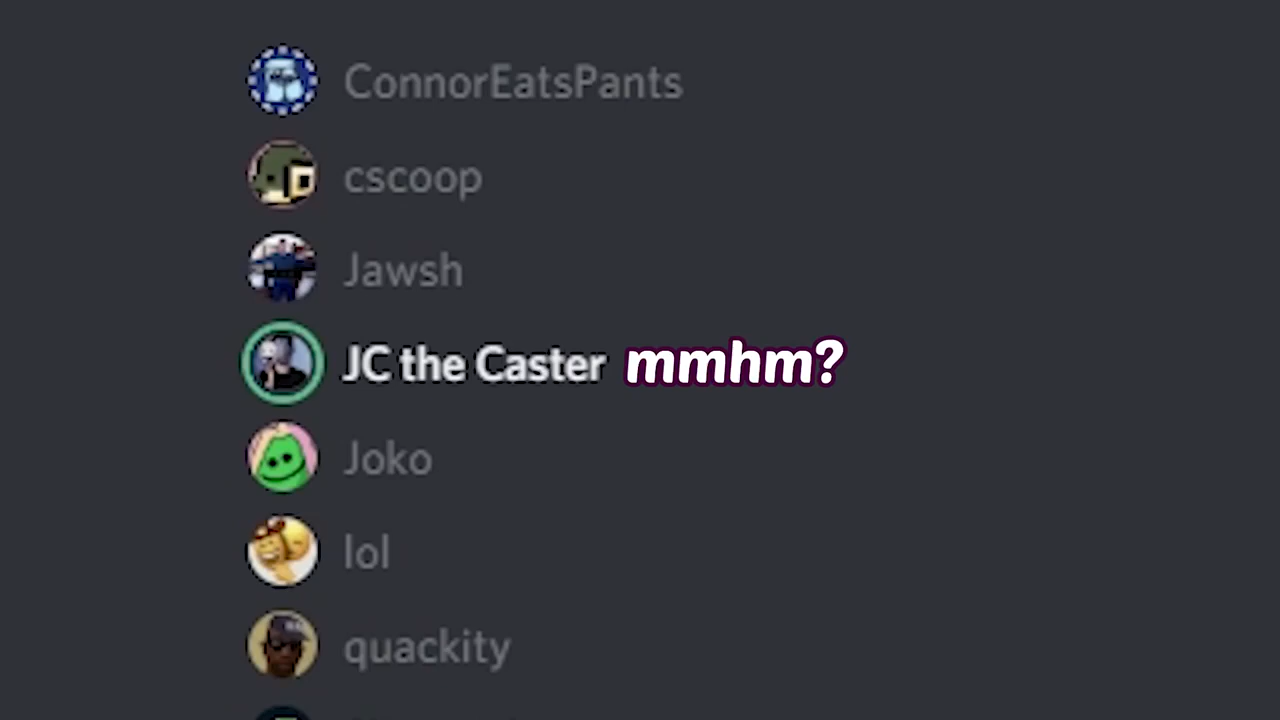 ConnorEatsPants
cscoop
Jawsh
JC the Caster mmhm?
Joko
lol
quackity